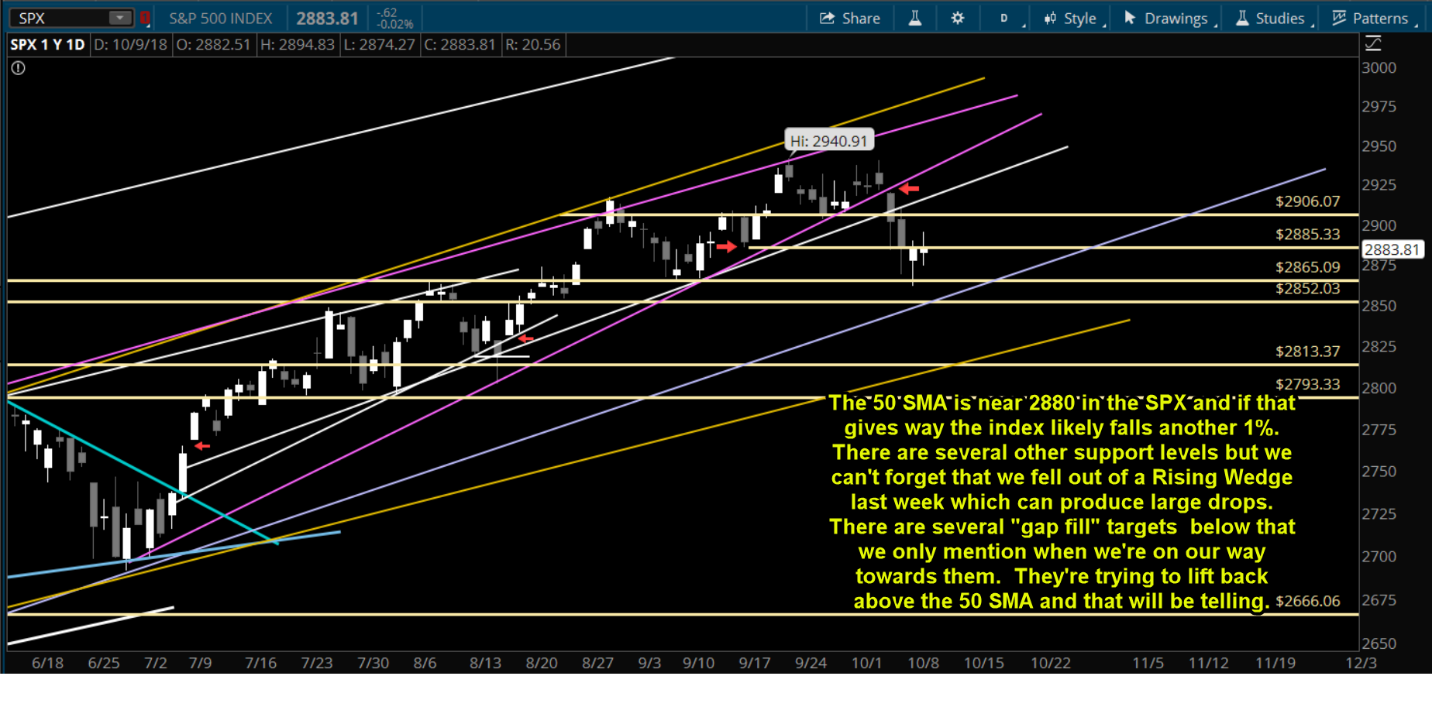 SPX
S&P 500 INDEX
2883.81
-.62
-0.02%
Share
D
Style
Drawings
Studies
Patterns
SPX 1 Y 1D D: 10/9/18 O: 2882.51 H: 2894.83 L: 2874.27 C: 2883.81 R: 20.56
Hi: 2940.91
$2906.07
$2885.33
$2865.09
$2852.03
$2813.37
$2793.33
$2666.06
3000
2975
2950
2925
2900
2883.81
2875
2850
2825
2800
2775
2750
2725
2700
2675
2650
The 50 SMA is near 2880 in the SPX and if that
gives way the index likely falls another 1%.
There are several other support levels but we
can't forget that we fell out of a Rising Wedge
last week which can produce large drops.
There are several "gap fill" targets below that
we only mention when we're on our way
towards them. They're trying to lift back
above the 50 SMA and that will be telling.
6/18 6/25 7/2 7/9 7/16 7/23 7/30 8/6 8/13 8/20 8/27 9/3 9/10 9/17 9/24 10/1 10/8 10/15 10/22 11/5 11/12 11/19 12/3